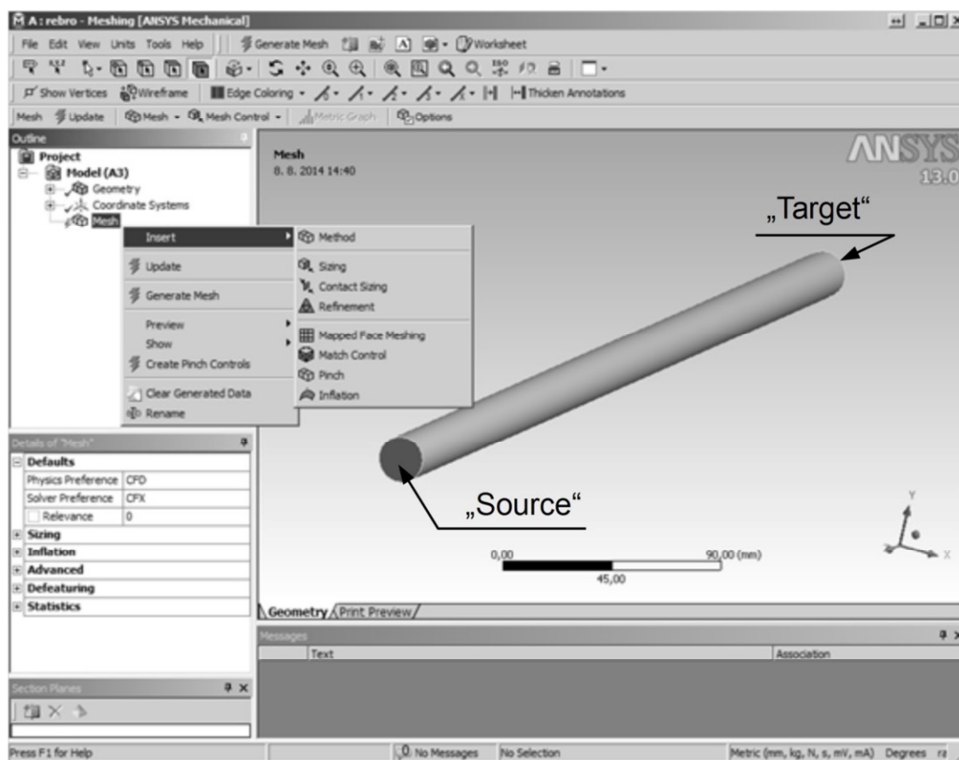 A : rebro - Meshing [ANSYS Mechanical]
File Edit View Units Tools Help Generate Mesh A Worksheet
Show Vertices Wireframe Edge Coloring Thicken Annotations
Mesh Update Mesh Mesh Control Metric Graph Options
Outline
Project
Model (A3)
Geometry
Coordinate Systems
Mesh
Insert
Update
Generate Mesh
Preview
Show
Create Pinch Controls
Clear Generated Data
Rename
Method
Sizing
Contact Sizing
Refinement
Mapped Face Meshing
Match Control
Pinch
Inflation
Mesh
8. 8. 2014 14:40
ANSYS
13.0
„Target“
„Source“
0,00 90,00 (mm)
45,00
Y
X
Geometry Print Preview
Details of "Mesh"
Defaults
Physics Preference CFD
Solver Preference CFX
Relevance 0
Sizing
Inflation
Advanced
Defeaturing
Statistics
Messages
Text Association
Section Planes
Press F1 for Help 0 No Messages No Selection Metric (mm, kg, N, s, mV, mA) Degrees